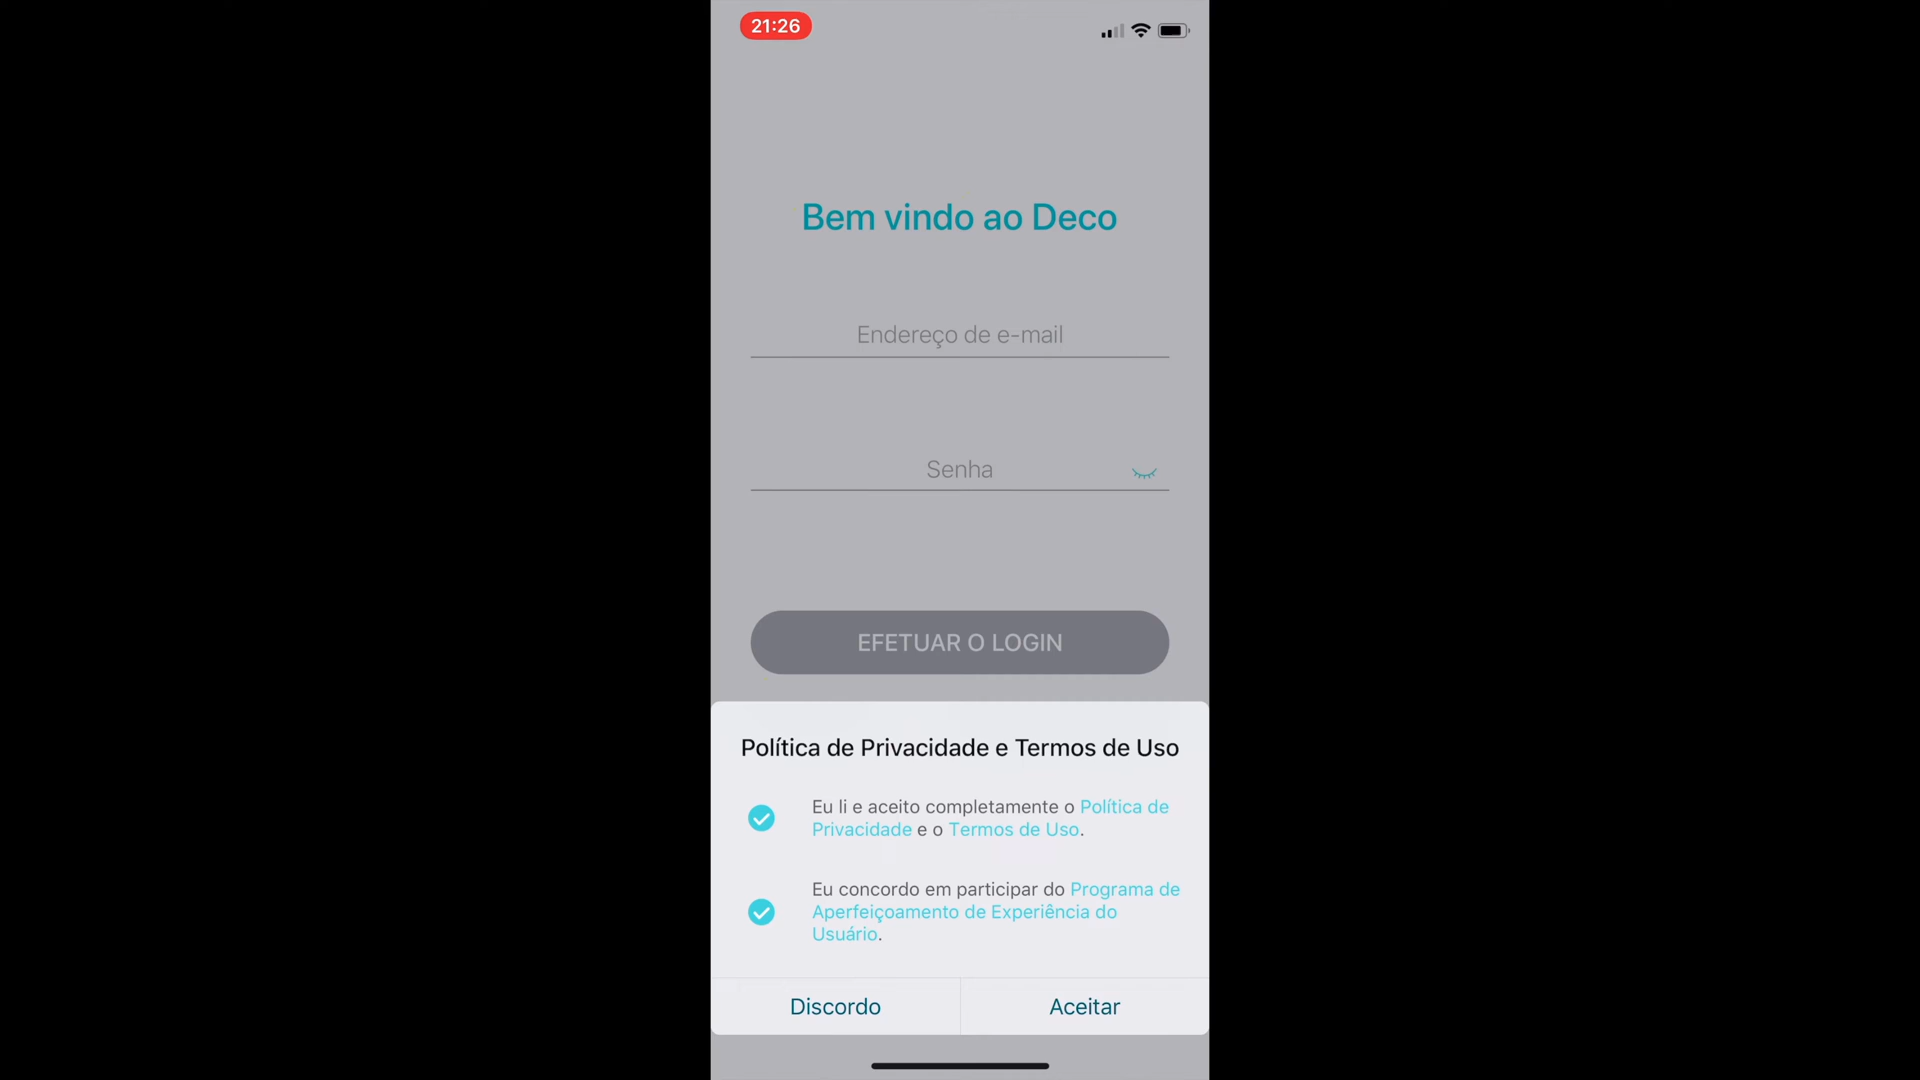 21:26
Bem vindo ao Deco
Endereço de e-mail
Senha
EFETUAR O LOGIN
Política de Privacidade e Termos de Uso
Eu li e aceito completamente o Política de
Privacidade e o Termos de Uso.
Eu concordo em participar do Programa de
Aperfeiçoamento de Experiência do
Usuário.
Discordo
Aceitar